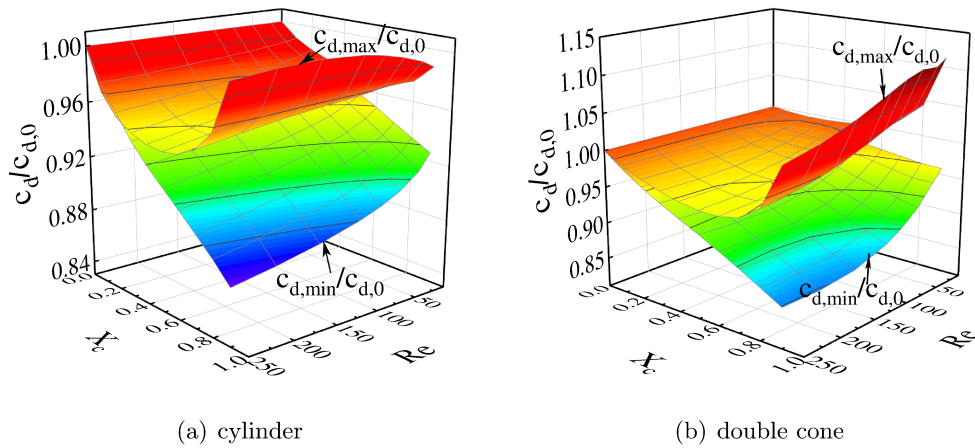 1.00
0.96
0.92
0.88
0.84
c_d/c_{d,0}
c_{d,max}/c_{d,0}
c_{d,min}/c_{d,0}
0.0
0.2
0.4
0.6
0.8
1.0
X_c
250
200
150
100
50
Re
(a) cylinder
1.15
1.10
1.05
1.00
0.95
0.90
0.85
c_d/c_{d,0}
c_{d,max}/c_{d,0}
c_{d,min}/c_{d,0}
0.0
0.2
0.4
0.6
0.8
1.0
X_c
250
200
150
100
50
Re
(b) double cone